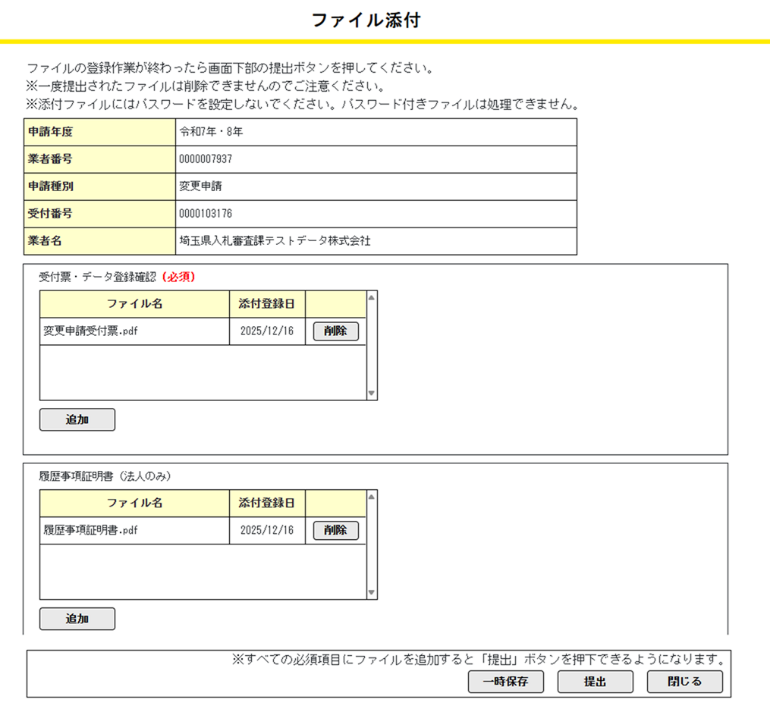 ファイル添付
ファイルの登録作業が終わったら画面下部の提出ボタンを押してください。
※一度提出されたファイルは削除できませんのでご注意ください。
※添付ファイルにはパスワードを設定しないでください。パスワード付きファイルは処理できません。
申請年度 令和7年・8年
業者番号 0000007937
申請種別 変更申請
受付番号 0000103176
業者名 埼玉県入札審査課テストデータ株式会社
受付票・データ登録確認（必須）
ファイル名 添付登録日
変更申請受付票.pdf 2025/12/16 削除
追加
履歴事項証明書（法人のみ）
ファイル名 添付登録日
履歴事項証明書.pdf 2025/12/16 削除
追加
※すべての必須項目にファイルを追加すると「提出」ボタンを押下できるようになります。
一時保存 提出 閉じる